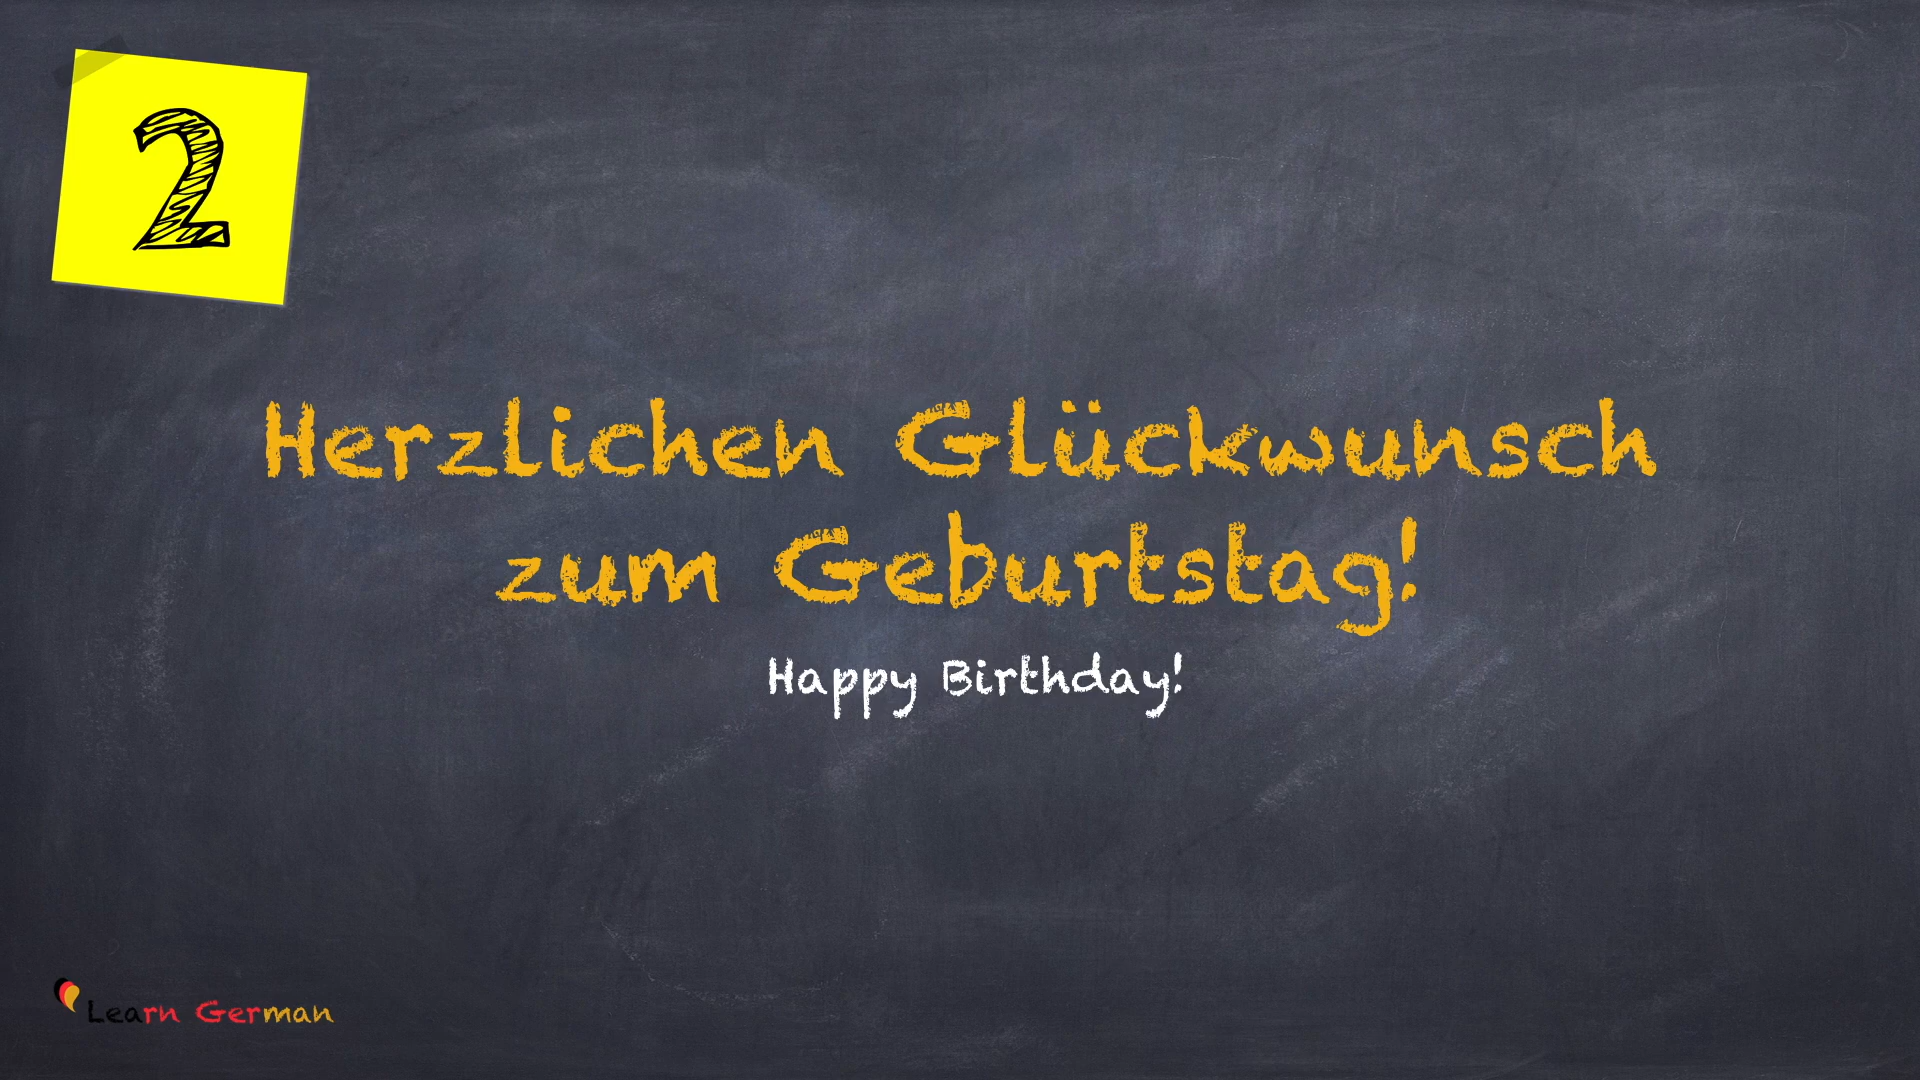 2
Herzlichen Glückwunsch
zum Geburtstag!
Happy Birthday!
Learn German